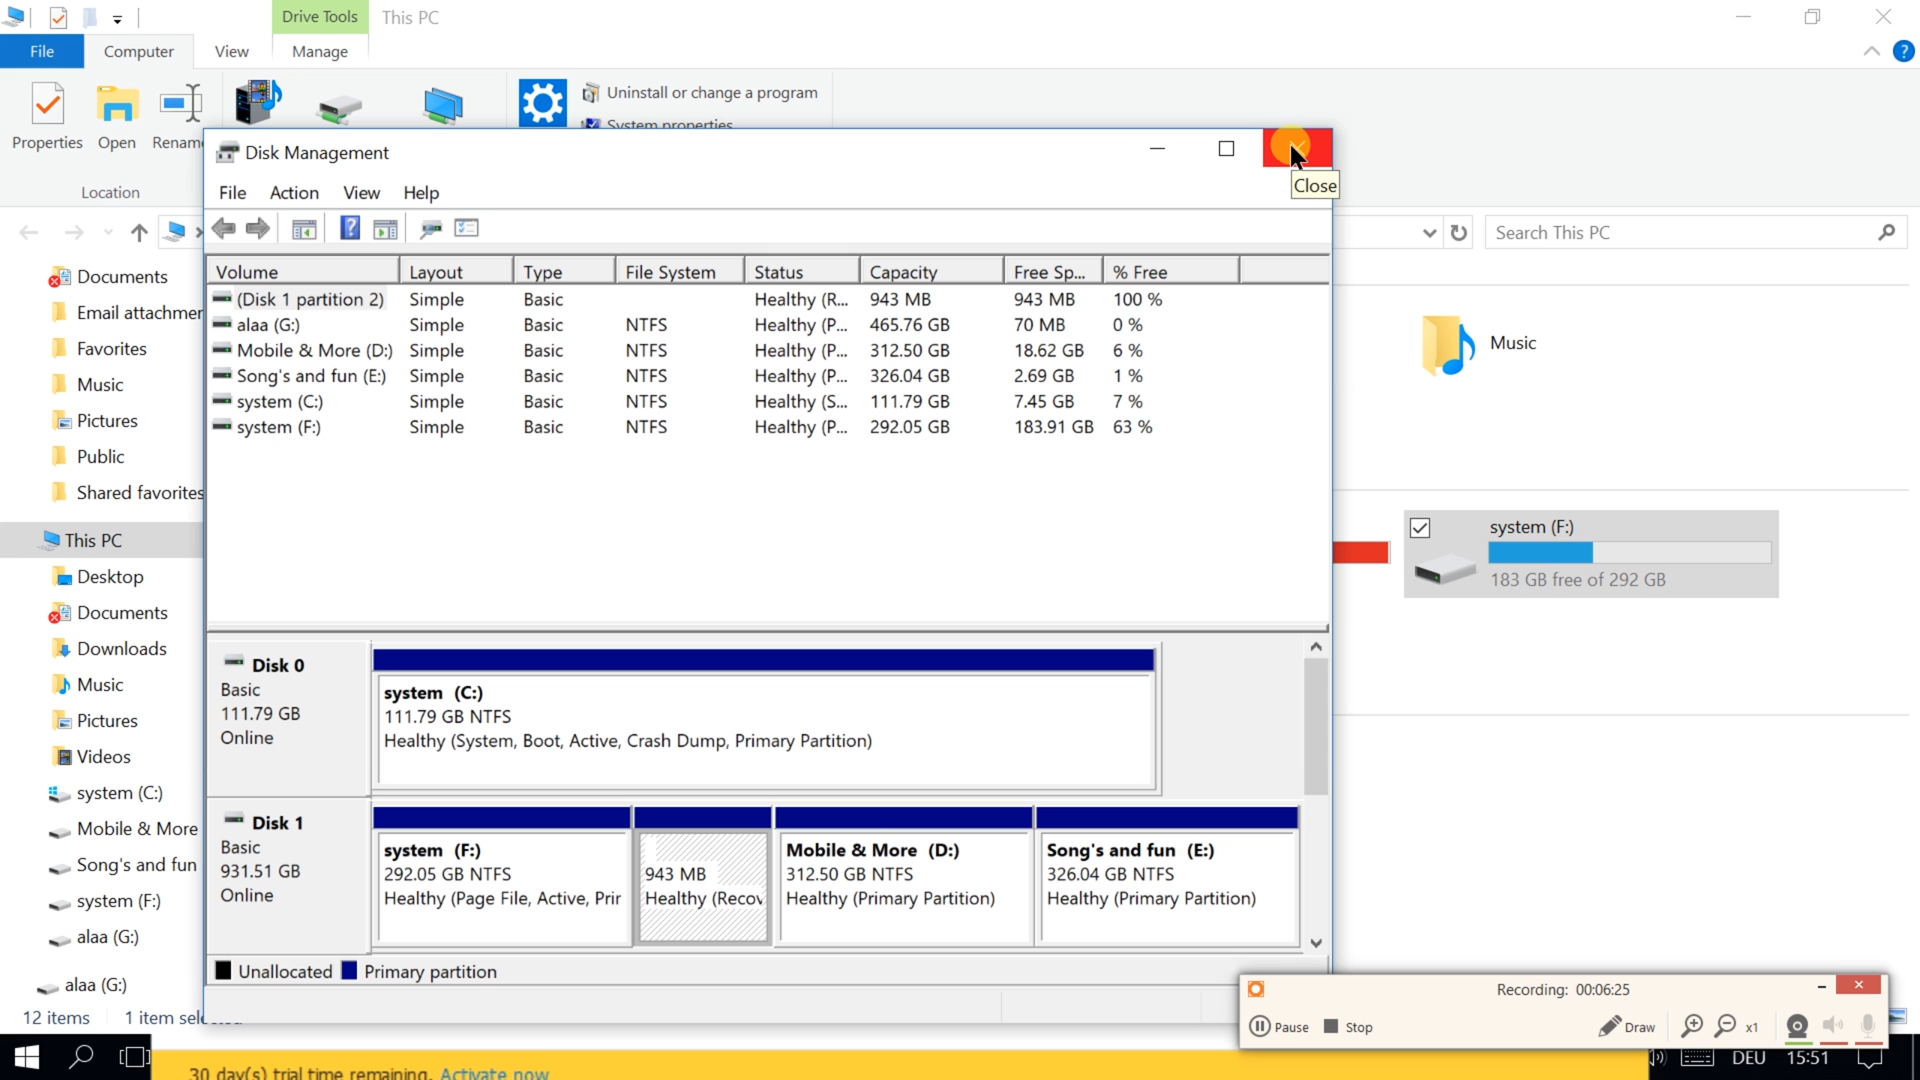 Drive Tools
This PC
File
Computer
View
Manage
Properties
Open
Location
Uninstall or change a program
System properties
Disk Management
Close
File
Action
View
Help
Search This PC
Documents
Favorites
Music
Pictures
Public
Shared favorites
This PC
Desktop
Documents
Downloads
Music
Pictures
Videos
system (C:)
Mobile & More
Song's and fun
system (F:)
alaa (G:)
alaa (G:)
12 items
1 item
Volume Layout Type File System Status Capacity Free Sp... % Free
(Disk 1 partition 2) Simple Basic Healthy (R... 943 MB 943 MB 100 %
alaa (G:) Simple Basic NTFS Healthy (P... 465.76 GB 70 MB 0 %
Mobile & More (D:) Simple Basic NTFS Healthy (P... 312.50 GB 18.62 GB 6 %
Song's and fun (E:) Simple Basic NTFS Healthy (P... 326.04 GB 2.69 GB 1 %
system (C:) Simple Basic NTFS Healthy (S... 111.79 GB 7.45 GB 7 %
system (F:) Simple Basic NTFS Healthy (P... 292.05 GB 183.91 GB 63 %
Disk 0
Basic
111.79 GB
Online
system (C:)
111.79 GB NTFS
Healthy (System, Boot, Active, Crash Dump, Primary Partition)
Disk 1
Basic
931.51 GB
Online
system (F:)
292.05 GB NTFS
Healthy (Page File, Active, Prir
943 MB
Healthy (Recov
Mobile & More (D:)
312.50 GB NTFS
Healthy (Primary Partition)
Song's and fun (E:)
326.04 GB NTFS
Healthy (Primary Partition)
Unallocated
Primary partition
Music
system (F:)
183 GB free of 292 GB
Recording: 00:06:25
Pause
Stop
Draw
x1
30 day(s) trial time remaining. Activate now
DEU
15:51